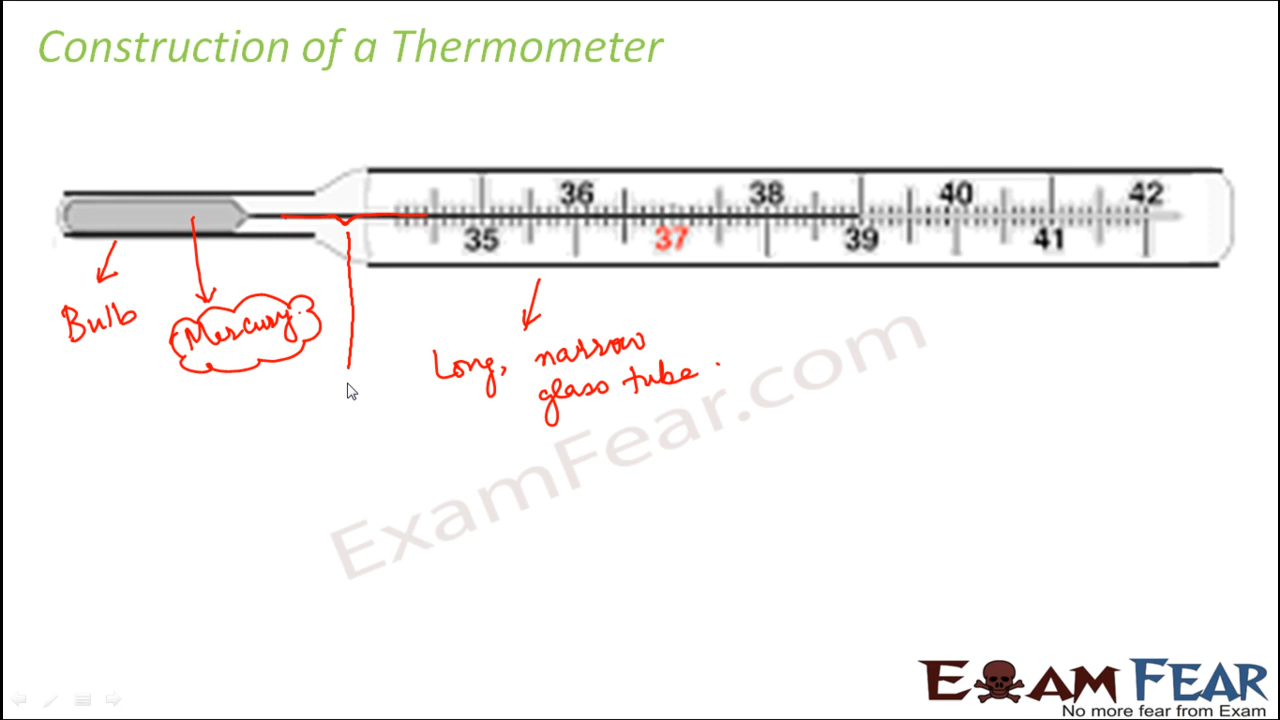 Construction of a Thermometer
36 38 40 42
35 37 39 41
Bulb
Mercury.
Long, narrow
glass tube.
ExamFear.com
EXAM FEAR
No more fear from Exam